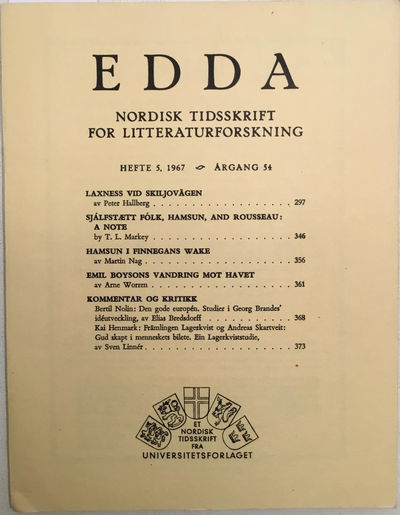 EDDA
NORDISK TIDSSKRIFT
FOR LITTERATURFORSKNING
HEFTE 5, 1967 ~ ÅRGANG 54
LAXNESS VID SKILJOVÄGEN
av Peter Hallberg . . . . . . . . . . . . . . . . 297
SJÁLFSTÆTT FÓLK, HAMSUN, AND ROUSSEAU:
A NOTE
by T. L. Markey . . . . . . . . . . . . . . . . 346
HAMSUN I FINNEGANS WAKE
av Martin Nag . . . . . . . . . . . . . . . . 356
EMIL BOYSONS VANDRING MOT HAVET
av Arne Worren . . . . . . . . . . . . . . . . 361
KOMMENTAR OG KRITIKK
Bertil Nolin: Den gode europén. Studier i Georg Brandes'
idéutveckling, av Elias Bredsdorff . . . . . . . . . . 368
Kai Henmark: Främlingen Lagerkvist og Andreas Skartveit:
Gud skapt i menneskets bilete. Ein Lagerkviststudie,
av Sven Linnér . . . . . . . . . . . . . . . . 373
ET
NORDISK
TIDSSKRIFT
FRA
UNIVERSITETSFORLAGET